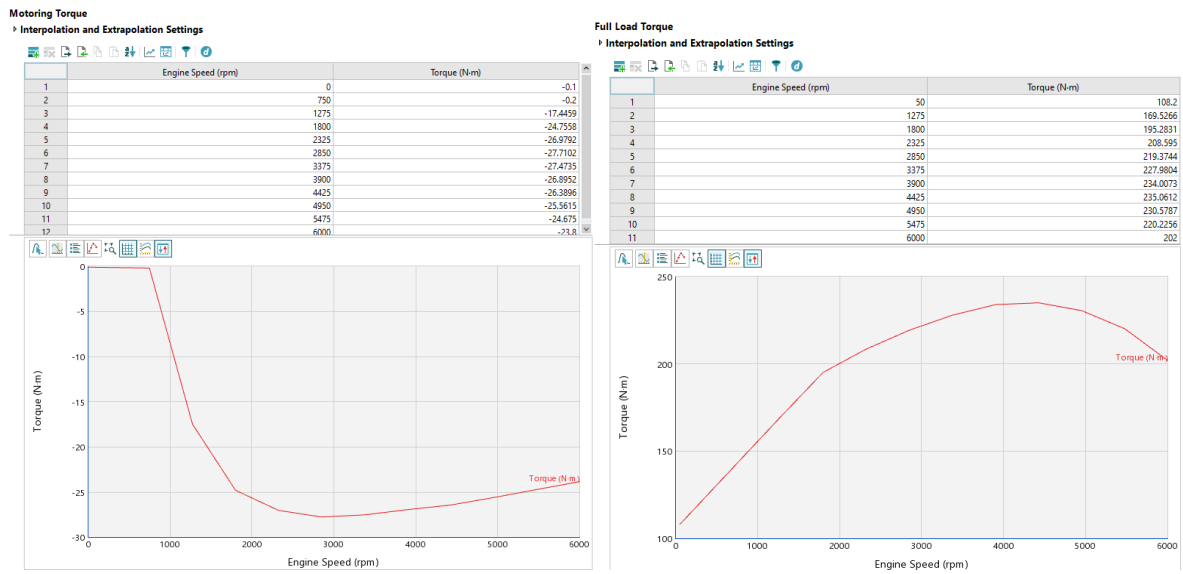 Motoring Torque
Interpolation and Extrapolation Settings
Engine Speed (rpm) Torque (N·m)
1 0 -0.1
2 750 -0.2
3 1275 -17.4459
4 1800 -24.7558
5 2325 -26.9792
6 2850 -27.7102
7 3375 -27.4735
8 3900 -26.8952
9 4425 -26.3896
10 4950 -25.5615
11 5475 -24.675
12 6000 -23.8
0
-5
-10
-15
-20
-25
-30
Torque (N·m)
Torque (N·m)
0 1000 2000 3000 4000 5000 6000
Engine Speed (rpm)
Full Load Torque
Interpolation and Extrapolation Settings
Engine Speed (rpm) Torque (N·m)
1 50 108.2
2 1275 169.5266
3 1800 195.2831
4 2325 208.595
5 2850 219.3744
6 3375 227.9804
7 3900 234.0073
8 4425 235.0612
9 4950 230.5787
10 5475 220.2256
11 6000 202
250
200
150
100
Torque (N·m)
Torque (N·m)
0 1000 2000 3000 4000 5000 6000
Engine Speed (rpm)